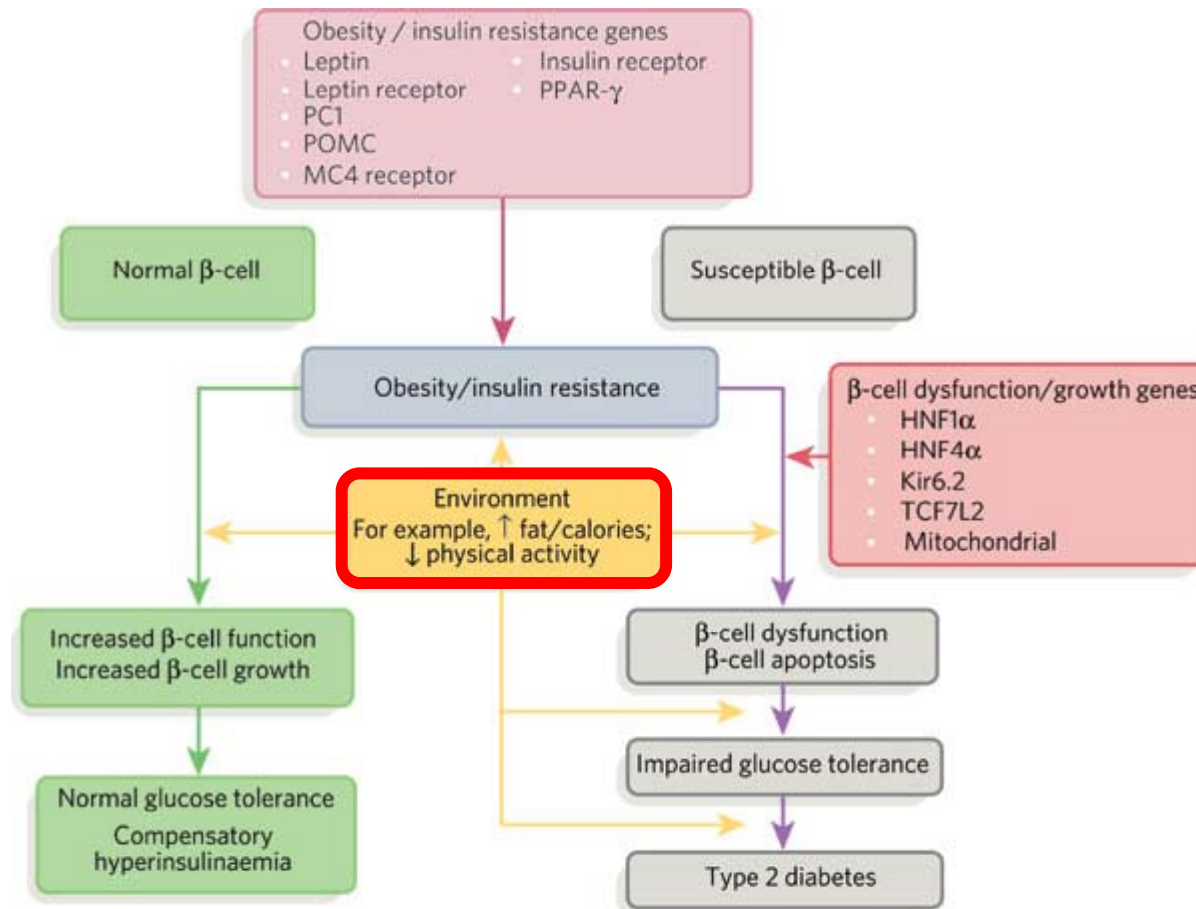 Obesity / insulin resistance genes
Leptin
Leptin receptor
PC1
POMC
MC4 receptor
Insulin receptor
PPAR-γ
Normal β-cell
Susceptible β-cell
Obesity/insulin resistance
β-cell dysfunction/growth genes
HNF1α
HNF4α
Kir6.2
TCF7L2
Mitochondrial
Environment
For example, ↑ fat/calories;
↓ physical activity
Increased β-cell function
Increased β-cell growth
β-cell dysfunction
β-cell apoptosis
Normal glucose tolerance
Compensatory
hyperinsulinaemia
Impaired glucose tolerance
Type 2 diabetes